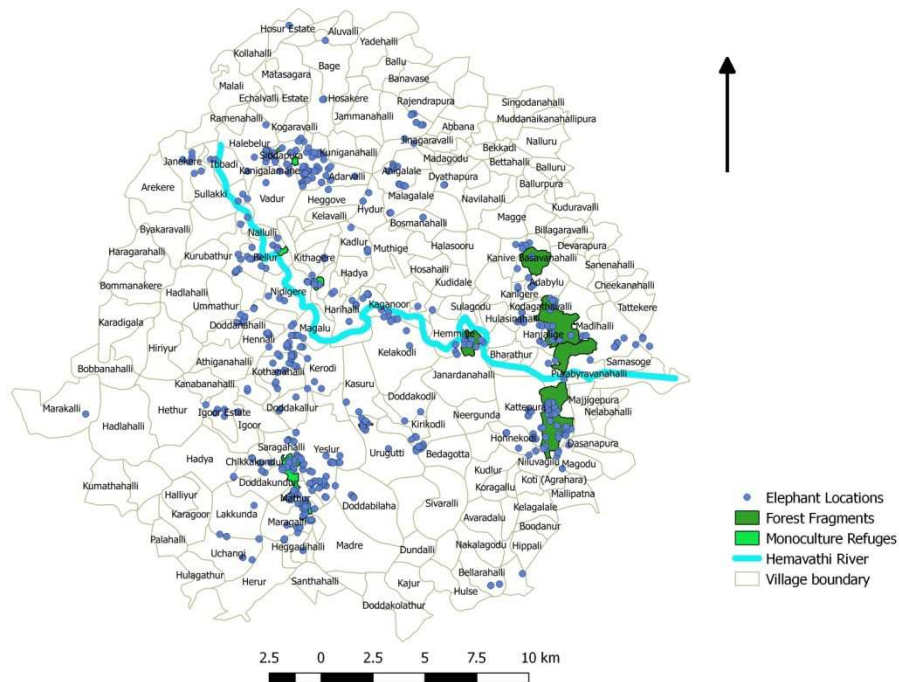 Hosur Estate
Aluvalli
Yadehalli
Kollahalli
Bage
Ballu
Matasagara
Banavase
Malali
Echalvalli Estate
Hosakere
Rajendrapura
Singodanahalli
Ramenahalli
Jammanahalli
Muddanaikanahallipura
Kogaravalli
Abbana
Halebelur
Jinagaravalli
Nalluru
Kuniganahalli
Bekkadi
Siddapura
Madagodu
Bettahalli
Janekere
Ibbadi
Kanigalamane
Adarvalli
Anigalale
Dyathapura
Balluru
Arekere
Sullakki
Vadur
Heggove
Malagalale
Navilahalli
Ballurpura
Hydur
Kuduravalli
Byakaravalli
Kelavalli
Bosmanahalli
Magge
Billagaravalli
Nallulli
Kadlur
Muthige
Halasooru
Devarapura
Haragarahalli
Kurubathur
Bellur
Kithagere
Kanive
Basavanahalli
Sanenahalli
Hosahalli
Bommanakere
Hadya
Kudidale
Adabylu
Cheekanahalli
Hadlahalli
Nidigere
Kanigere
Ummathur
Harihalli
Kaganoor
Sulagodu
Kodagathavalli
Tattekere
Karadigala
Doddanahalli
Magalu
Hulasinghalli
Madihalli
Hennali
Hemmige
Hanjalige
Hiriyur
Kelakodli
Bharathur
Samasoge
Bobbanahalli
Athiganahalli
Kothanahalli
Kerodi
Janardanahalli
Purabyravanahalli
Kanabanahalli
Kasuru
Doddakodli
Majjigepura
Marakalli
Hethur
Igoor Estate
Doddakallur
Neergunda
Kattepura
Nelabahalli
Hadlahalli
Igoor
Kirikodli
Saragahalli
Yeslur
Honnekodi
Dasanapura
Hadya
Chikkakundur
Urugutti
Bedagotta
Niluvagilu
Kudlur
Magodu
Kumathahalli
Doddakundur
Koti (Agrahara)
Halliyur
Mathur
Doddabilaha
Sivaralli
Koragallu
Mallipatna
Karagoor
Lakkunda
Maragalli
Kelagalale
Avaradalu
Boodanur
Palahalli
Uchangi
Heggadihalli
Madre
Dundalli
Nakalagodu
Hippali
Hulagathur
Herur
Santhahalli
Kajur
Bellarahalli
Hulse
Doddakolathur
Elephant Locations
Forest Fragments
Monoculture Refuges
Hemavathi River
Village boundary
2.5 0 2.5 5 7.5 10 km